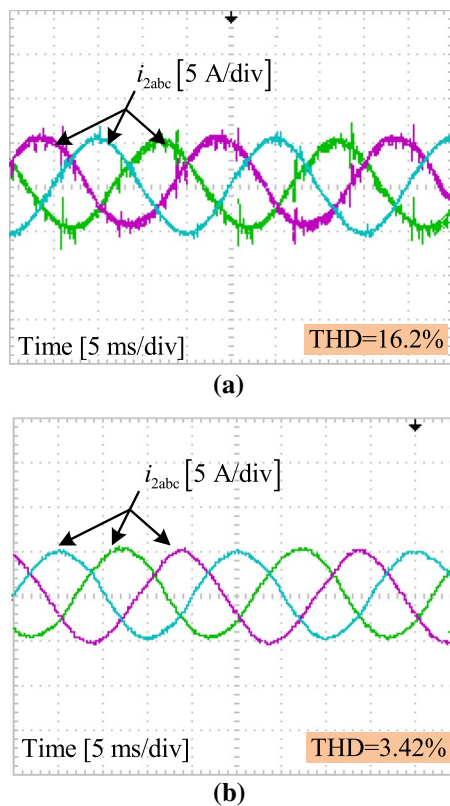 i2abc [5 A/div]
Time [5 ms/div]
THD=16.2%
(a)
i2abc [5 A/div]
Time [5 ms/div]
THD=3.42%
(b)